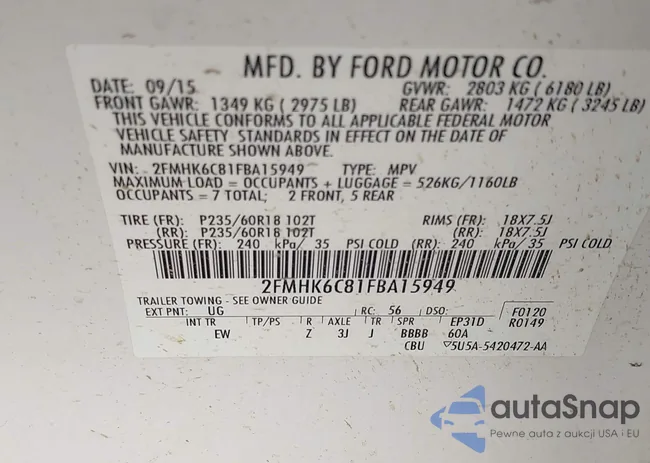 MFD. BY FORD MOTOR CO.
DATE: 09/15 GVWR: 2803 KG ( 6180 LB)
FRONT GAWR: 1349 KG ( 2975 LB) REAR GAWR: 1472 KG ( 3245 LB)
THIS VEHICLE CONFORMS TO ALL APPLICABLE FEDERAL MOTOR
VEHICLE SAFETY STANDARDS IN EFFECT ON THE DATE OF
MANUFACTURE SHOWN ABOVE.
VIN: 2FMHK6C81FBA15949 TYPE: MPV
MAXIMUM LOAD = OCCUPANTS + LUGGAGE = 526KG/1160LB
OCCUPANTS = 7 TOTAL; 2 FRONT, 5 REAR
TIRE (FR): P235/60R18 102T RIMS (FR): 18X7.5J
(RR): P235/60R18 102T (RR): 18X7.5J
PRESSURE (FR): 240 kPa/ 35 PSI COLD (RR): 240 kPa/ 35 PSI COLD
2FMHK6C81FBA15949
TRAILER TOWING - SEE OWNER GUIDE
EXT PNT: UG RC: 56 DSO: F0120
INT TR TP/PS R AXLE TR SPR EP31D R0149
EW Z 3J J BBBB 60A
CBU 5U5A-5420472-AA
autaSnap
Pewne auta z aukcji USA i EU